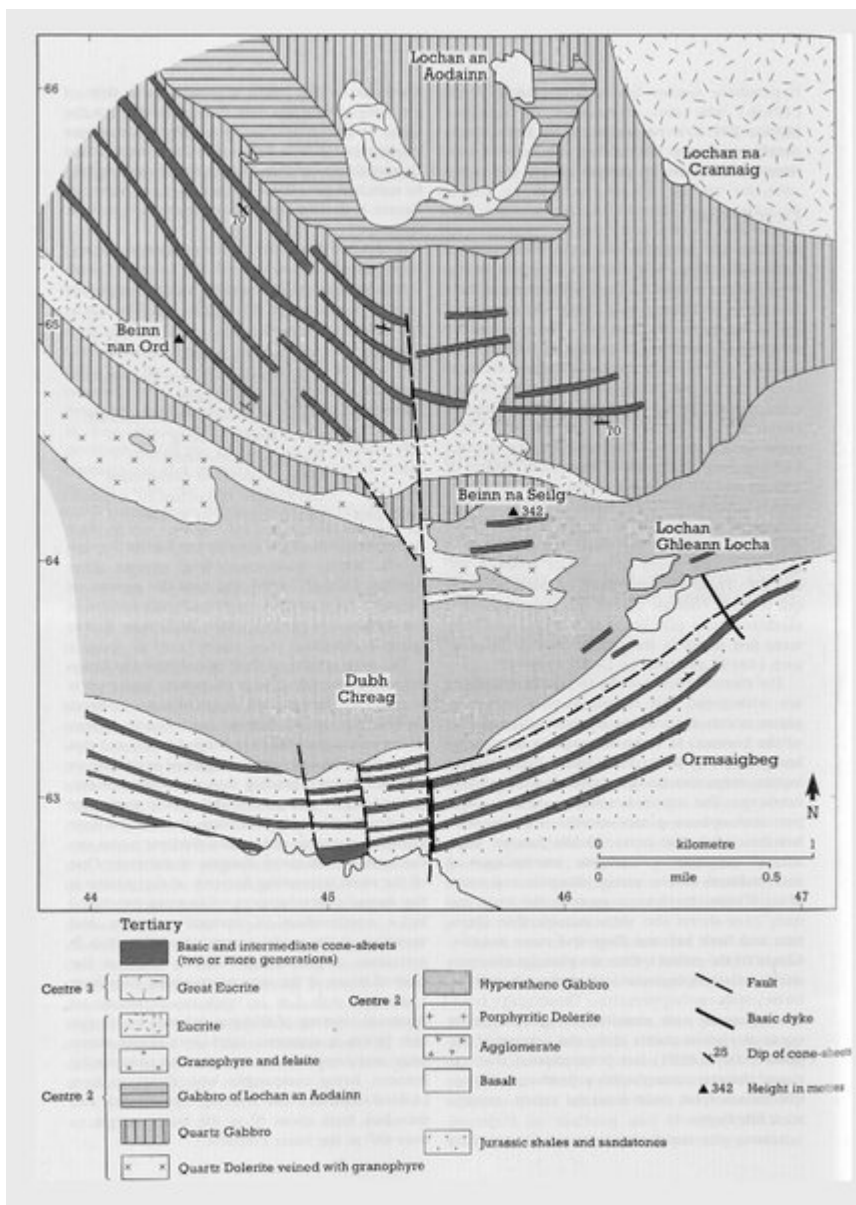 Lochan an
Aodainn
66
Lochan na
Crannaig
70
65
Beinn
nan Ord
70
Beinn na Seilg
342
Lochan
Ghleann Locha
64
Dubh
Chreag
Ormsaigbeg
63
N
0 kilometre 1
0 mile 0.5
44 45 46 47
Tertiary
Basic and intermediate cone-sheets
(two or more generations)
Centre 3
Great Eucrite
Eucrite
Granophyre and felsite
Centre 2
Gabbro of Lochan an Aodainn
Quartz Gabbro
Quartz Dolerite veined with granophyre
Centre 2
Hypersthene Gabbro
Porphyritic Dolerite
Agglomerate
Basalt
Jurassic shales and sandstones
Fault
Basic dyke
25 Dip of cone-sheets
342 Height in metres